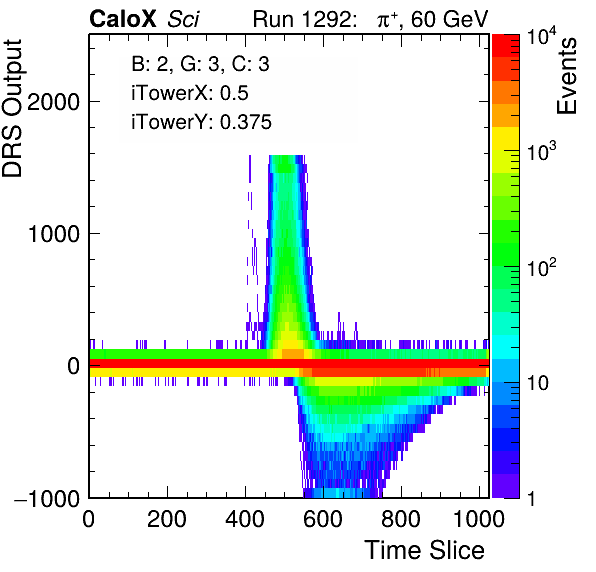 CaloX Sci Run 1292: π⁺, 60 GeV
B: 2, G: 3, C: 3
iTowerX: 0.5
iTowerY: 0.375
DRS Output
2000
1000
0
−1000
0 200 400 600 800 1000
Time Slice
Events
10⁴
10³
10²
10
1